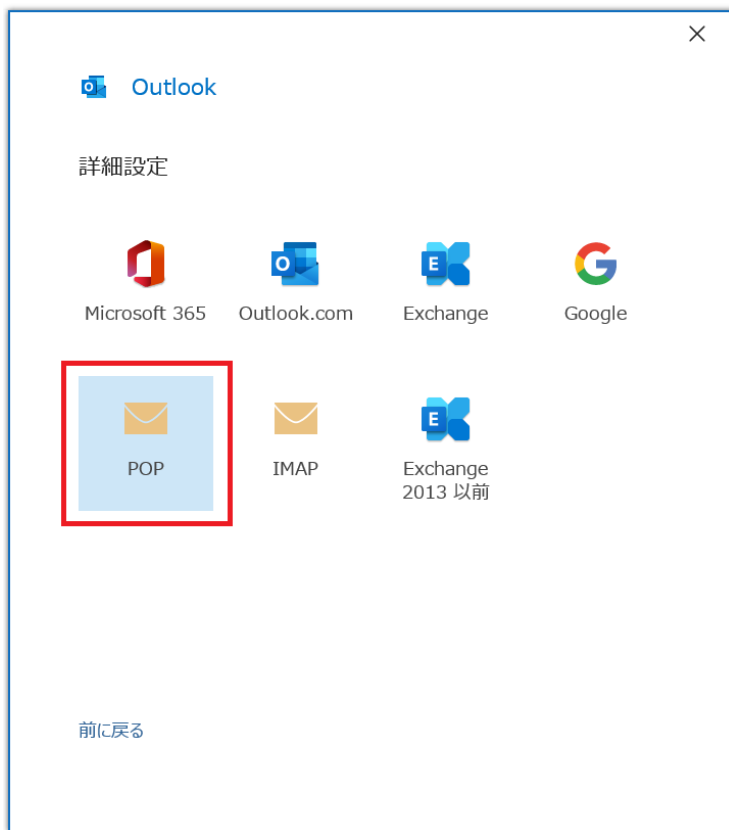 Outlook
詳細設定
Microsoft 365
Outlook.com
Exchange
Google
POP
IMAP
Exchange
2013 以前
前に戻る